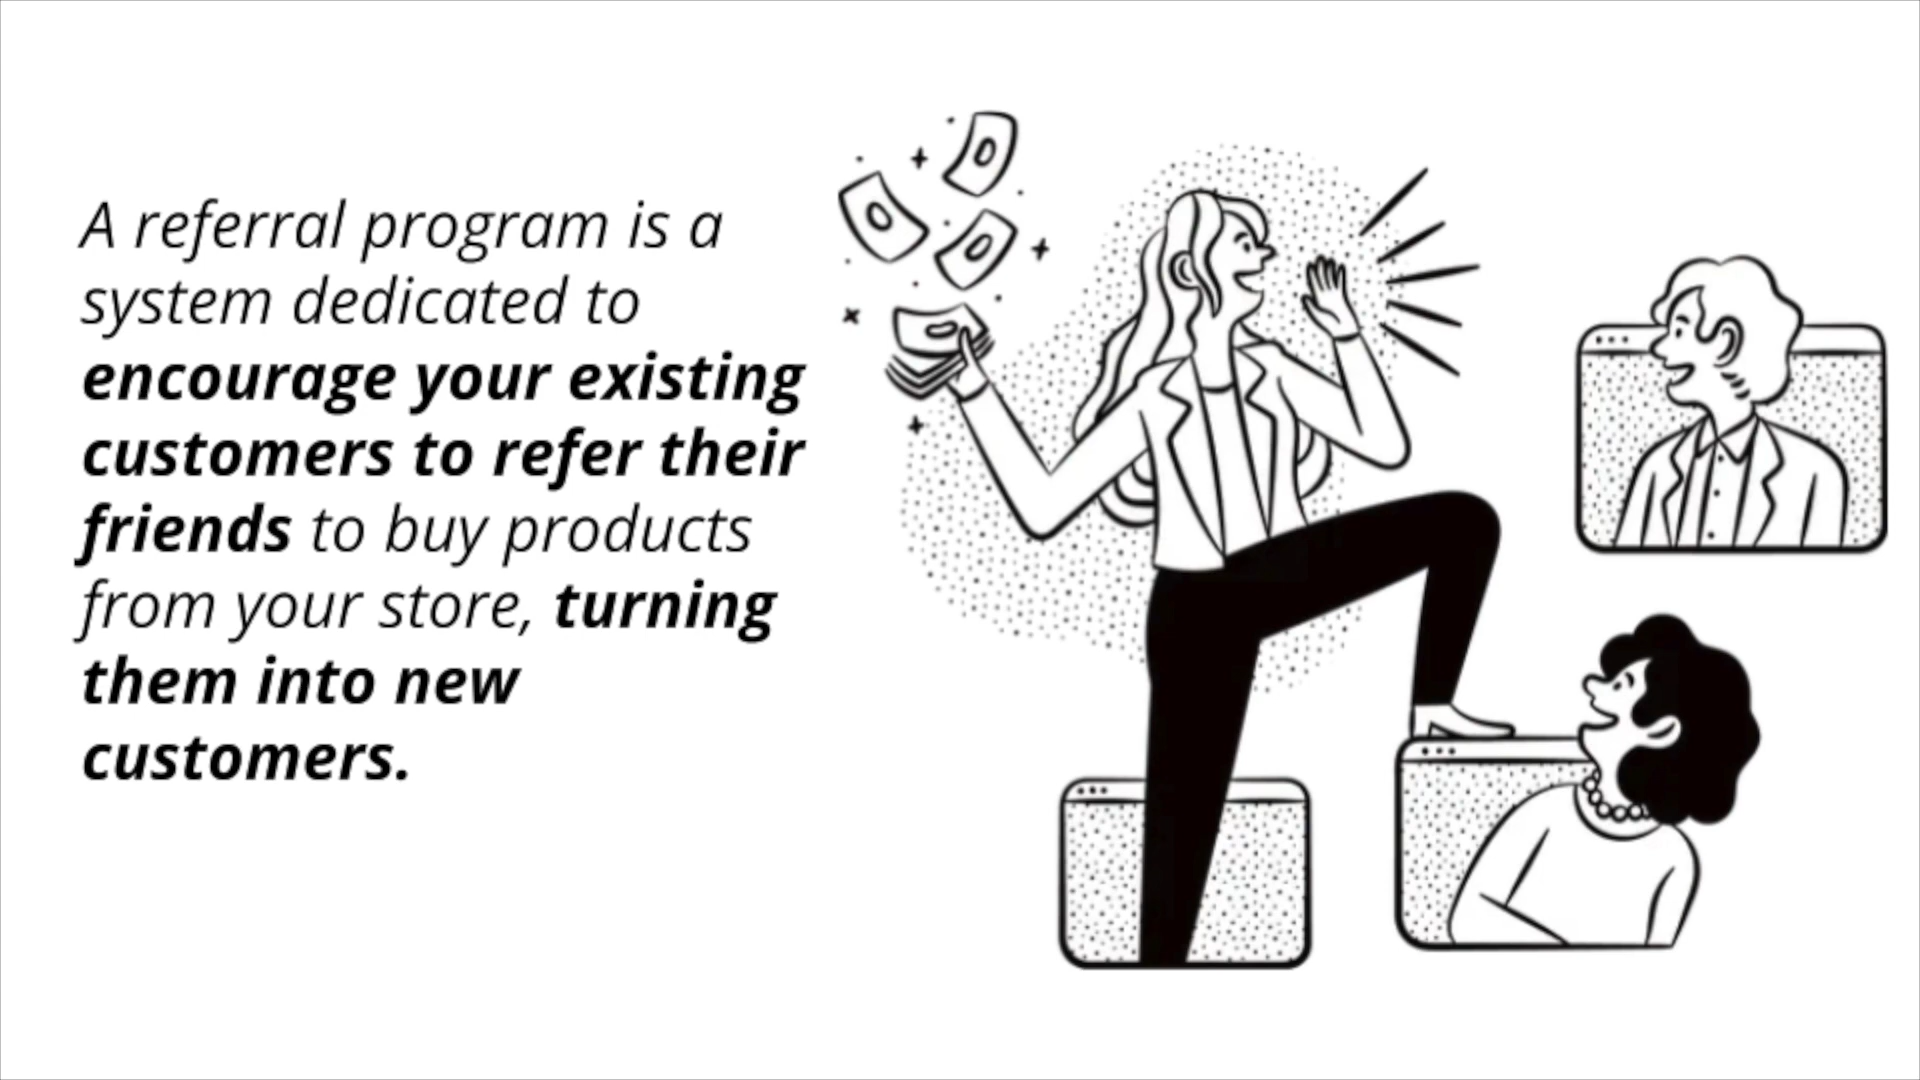 A referral program is a
system dedicated to
encourage your existing
customers to refer their
friends to buy products
from your store, turning
them into new
customers.